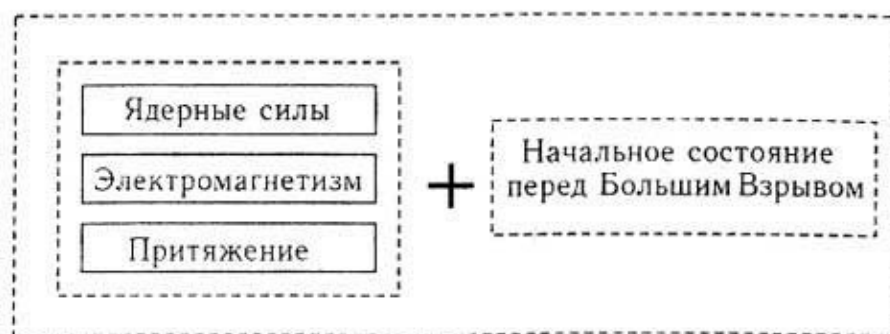 Ядерные силы
Электромагнетизм
Притяжение
+
Начальное состояние
перед Большим Взрывом